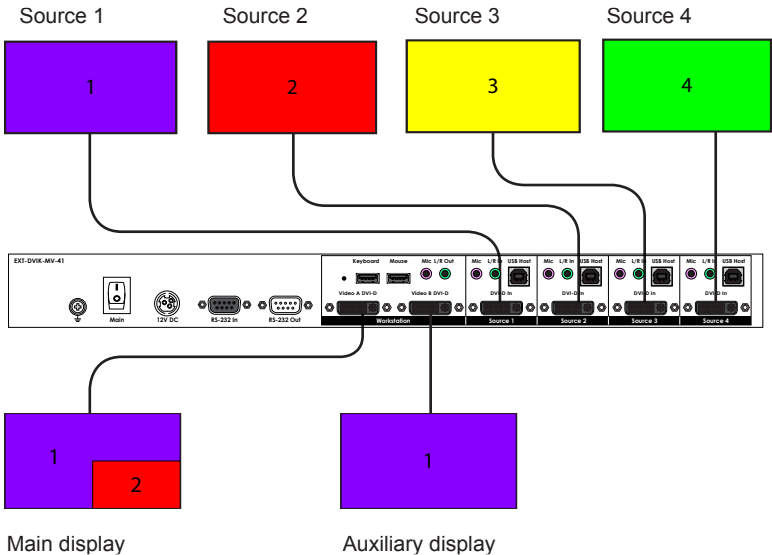 Source 1
Source 2
Source 3
Source 4
1
2
3
4
EXT-DVIK-MV-41
Keyboard Mouse Mic L/R Out
Mic L/R In USB Host
Mic L/R In USB Host
Mic L/R In USB Host
Mic L/R In USB Host
Video A DVI-D
Video B DVI-D
DVI-D In
DVI-D In
DVI-D In
DVI-D In
Main
12V DC
RS-232 In
RS-232 Out
Workstation
Source 1
Source 2
Source 3
Source 4
1
2
1
Main display
Auxiliary display